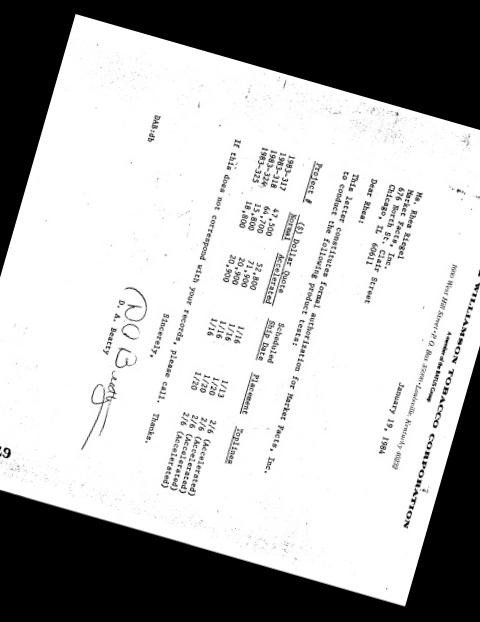 WILLIAMSON TOBACCO CORPORATION
1600 West Hill Street • P.O. Box 35090 • Louisville, Kentucky 40232
January 19, 1984
Ms. Rhea Siegel
Market Facts, Inc.
676 North St. Clair Street
Chicago, IL 60611
Dear Rhea:
This letter constitutes formal authorization for Market Facts, Inc.
to conduct the following product tests:
($) Dollar Quote Scheduled
Project # Normal Accelerated Ship Date Placement Toplines
1983-317 47,500 52,800 1/16 1/13 2/6 (Accelerated)
1983-318 64,700 71,900 1/16 1/20 2/6 (Accelerated)
1983-324 15,800 20,900 1/16 1/20 2/6 (Accelerated)
1983-325 18,800 20,900 1/16 1/20 2/6 (Accelerated)
If this does not correspond with your records, please call. Thanks.
Sincerely,
D. A. Beatty
DAB:db